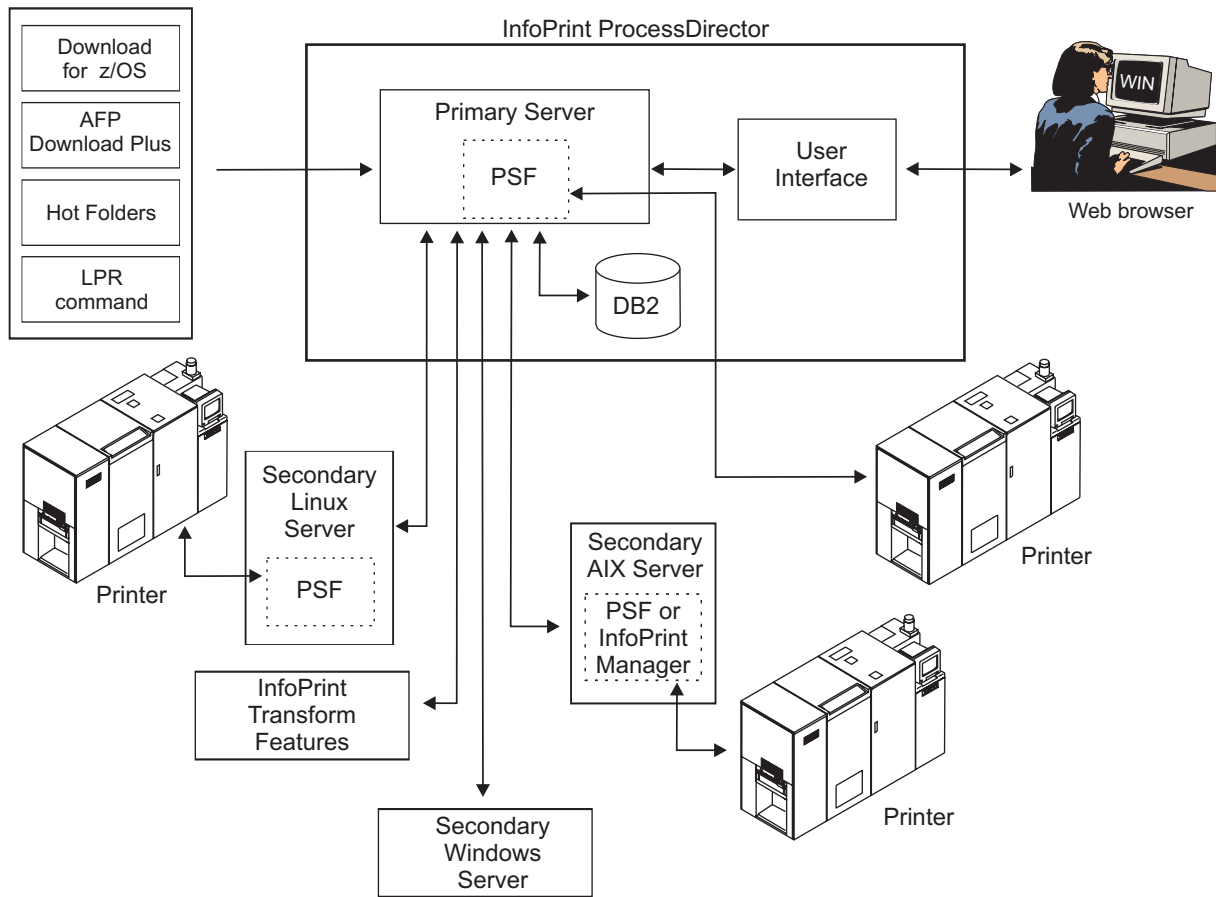 InfoPrint ProcessDirector
Download
for z/OS
AFP
Download Plus
Hot Folders
LPR
command
Primary Server
PSF
User
Interface
DB2
WIN
Web browser
Printer
Secondary
Linux
Server
PSF
Secondary
AIX Server
PSF or
InfoPrint
Manager
Printer
Printer
InfoPrint
Transform
Features
Secondary
Windows
Server